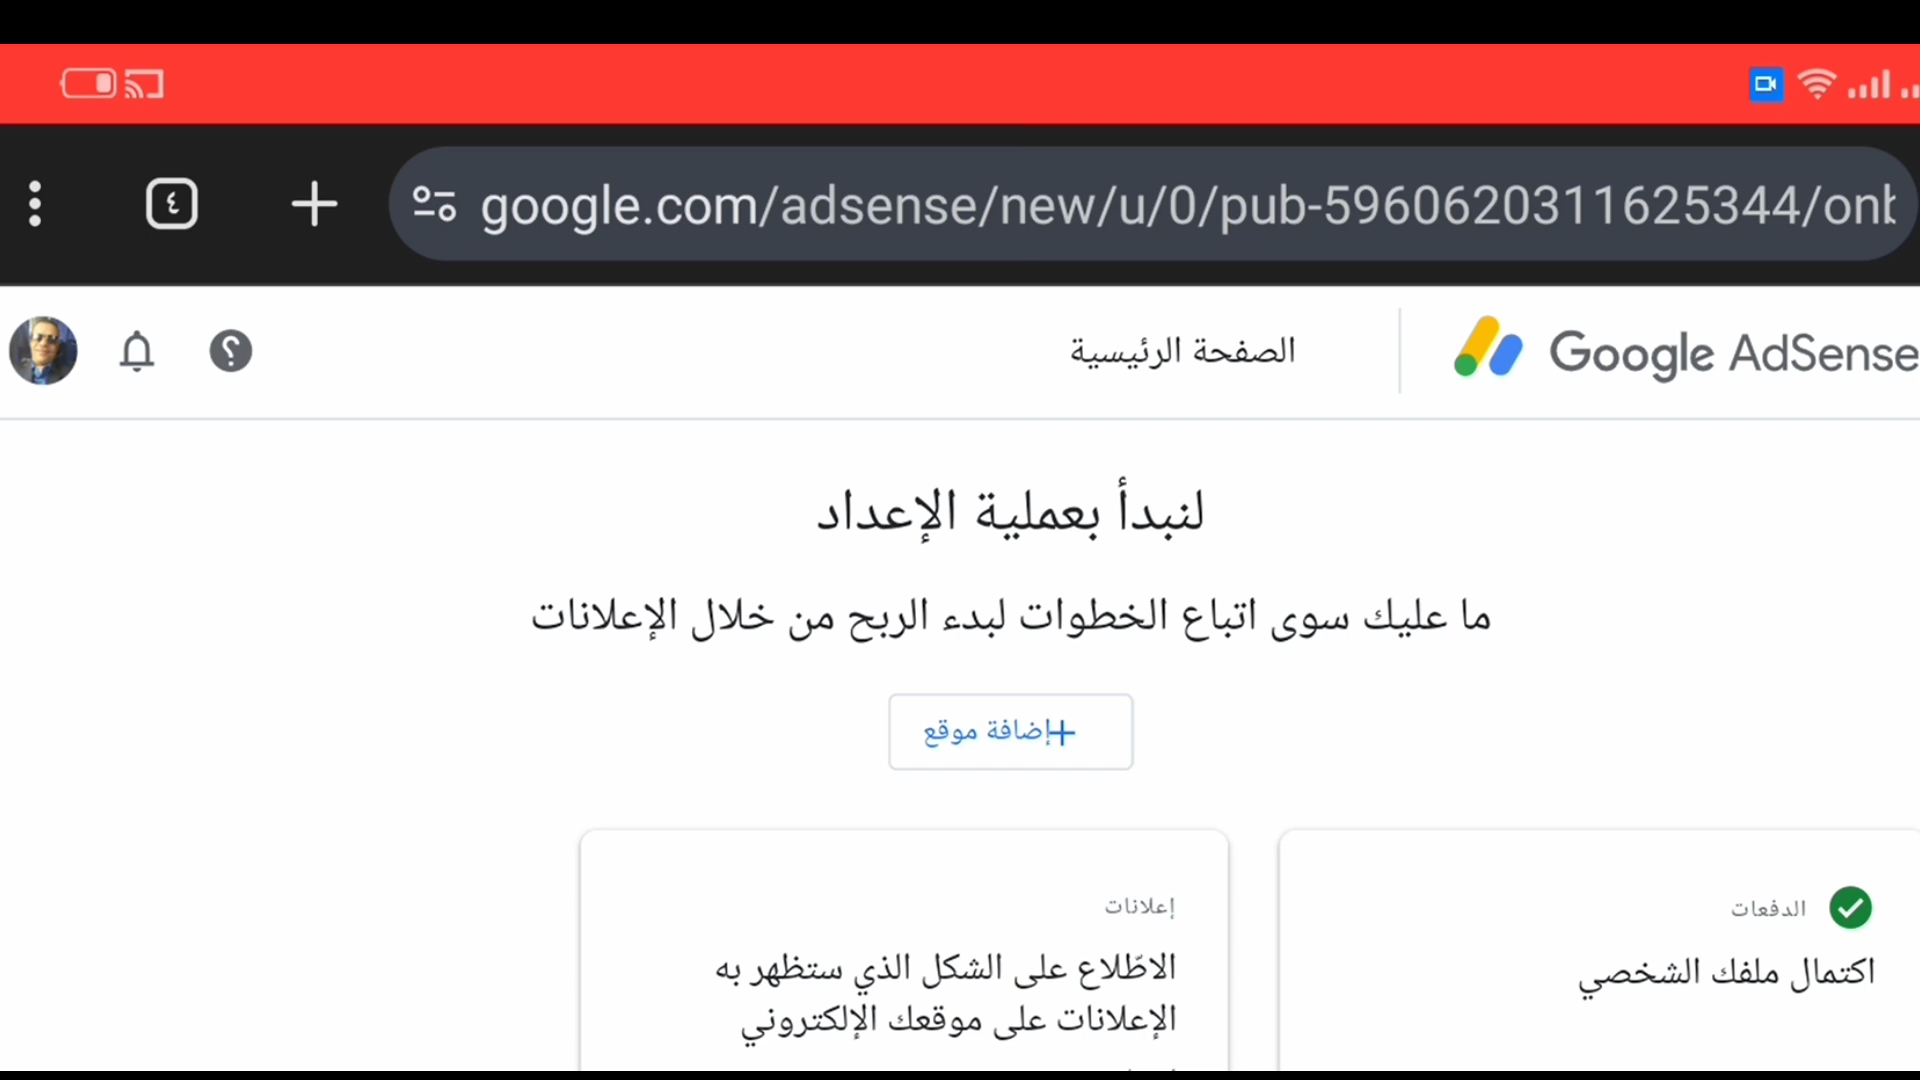 ٤
google.com/adsense/new/u/0/pub-5960620311625344/onb
Google AdSense
الصفحة الرئيسية
لنبدأ بعملية الإعداد
ما عليك سوى اتباع الخطوات لبدء الربح من خلال الإعلانات
+إضافة موقع
الدفعات
اكتمال ملفك الشخصي
إعلانات
الاطّلاع على الشكل الذي ستظهر به
الإعلانات على موقعك الإلكتروني